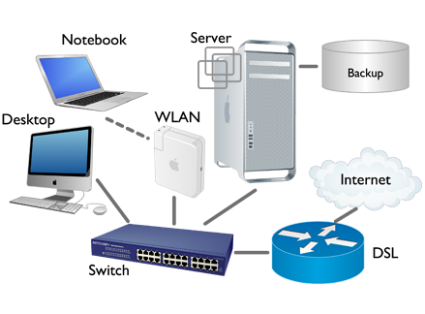 Notebook
Server
Backup
Desktop
WLAN
Internet
DSL
Switch